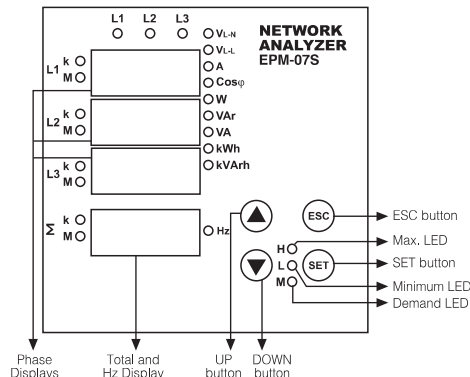 L1 L2 L3
NETWORK
ANALYZER
EPM-07S
VL-N
VL-L
A
Cosφ
W
VAr
VA
kWh
kVArh
L1 k
M
L2 k
M
L3 k
M
Σ k
M
Hz
ESC
SET
H
L
M
ESC button
Max. LED
SET button
Minimum LED
Demand LED
Phase
Displays
Total and
Hz Display
UP
button
DOWN
button